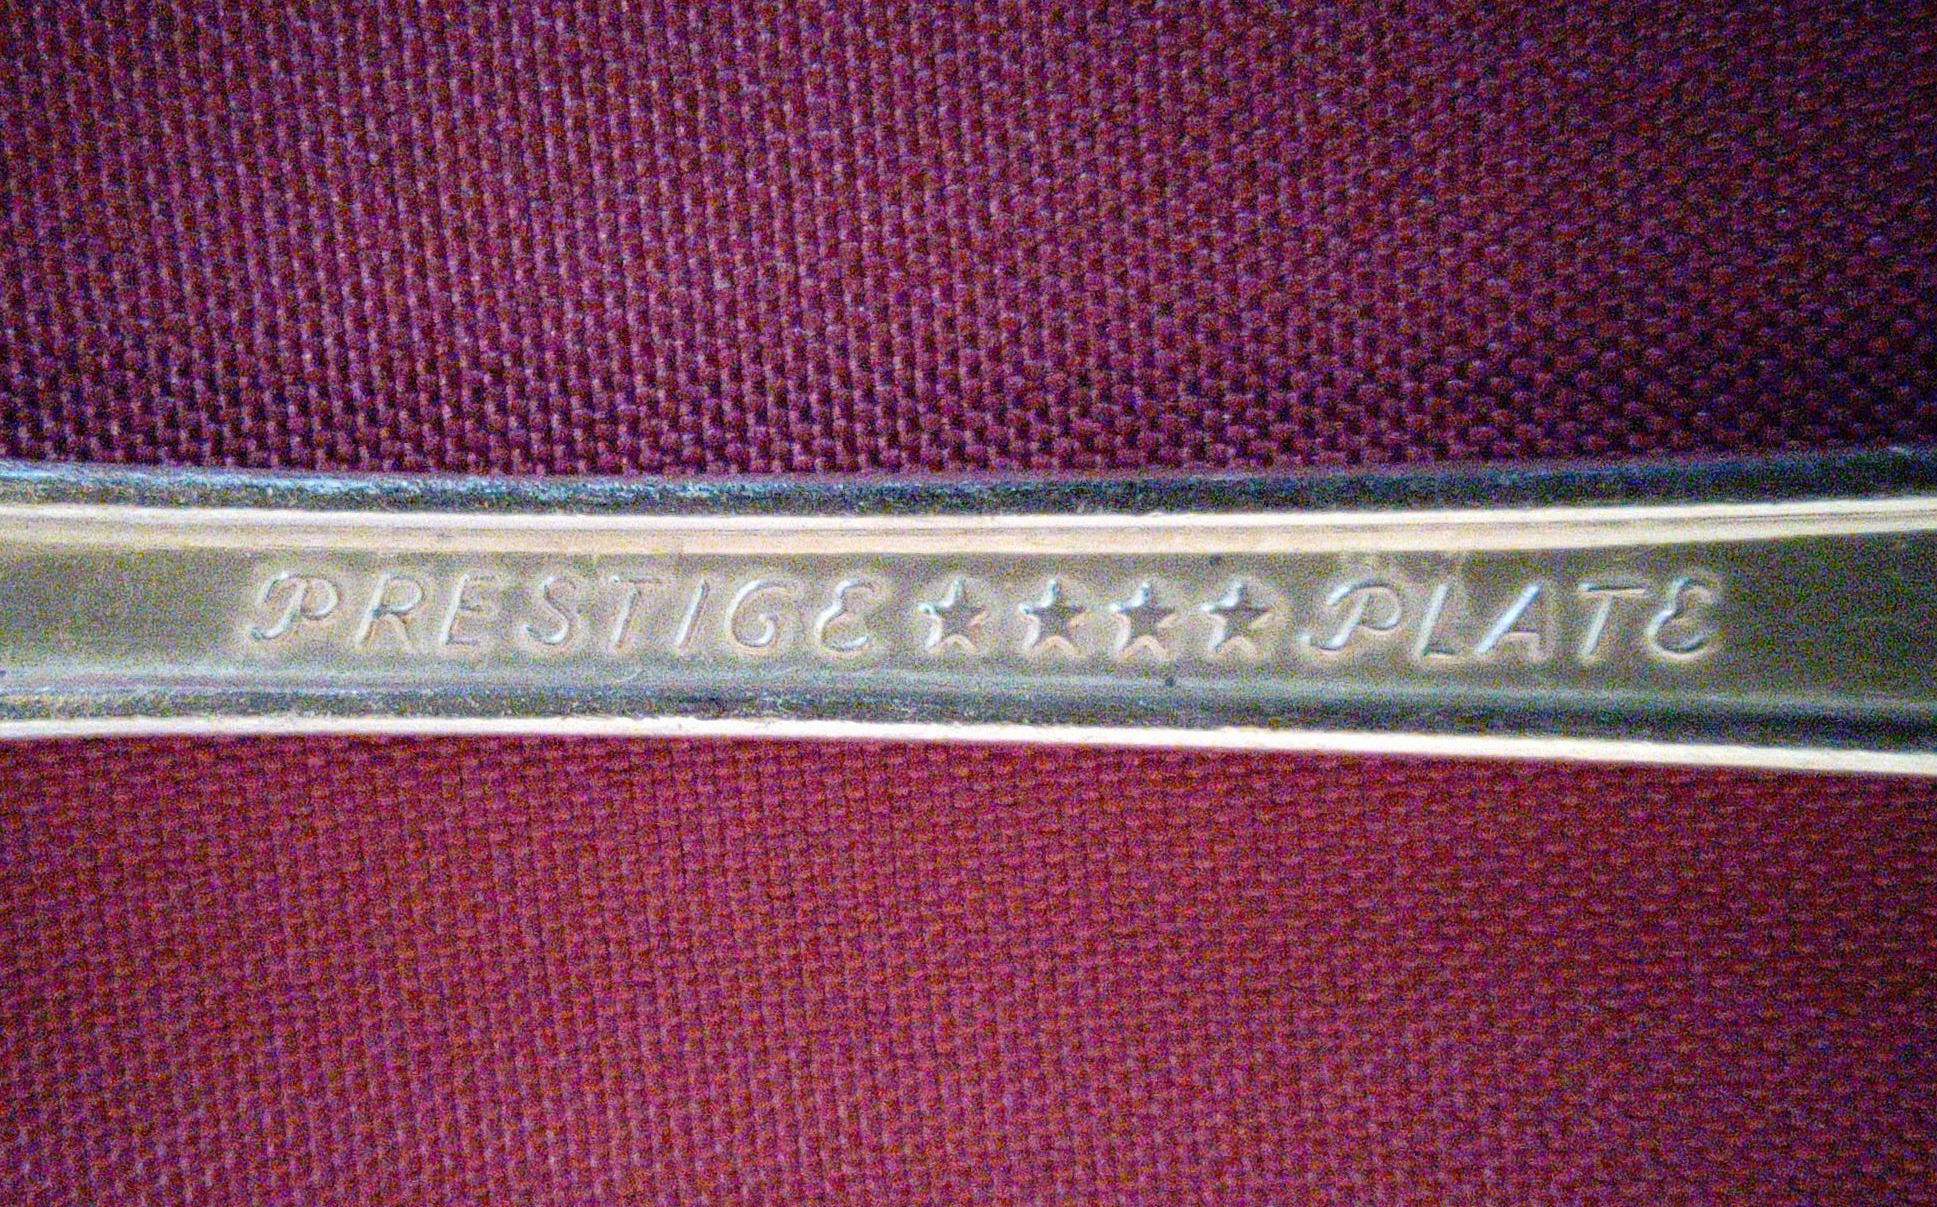 PRESTIGE ★★★★ PLATE